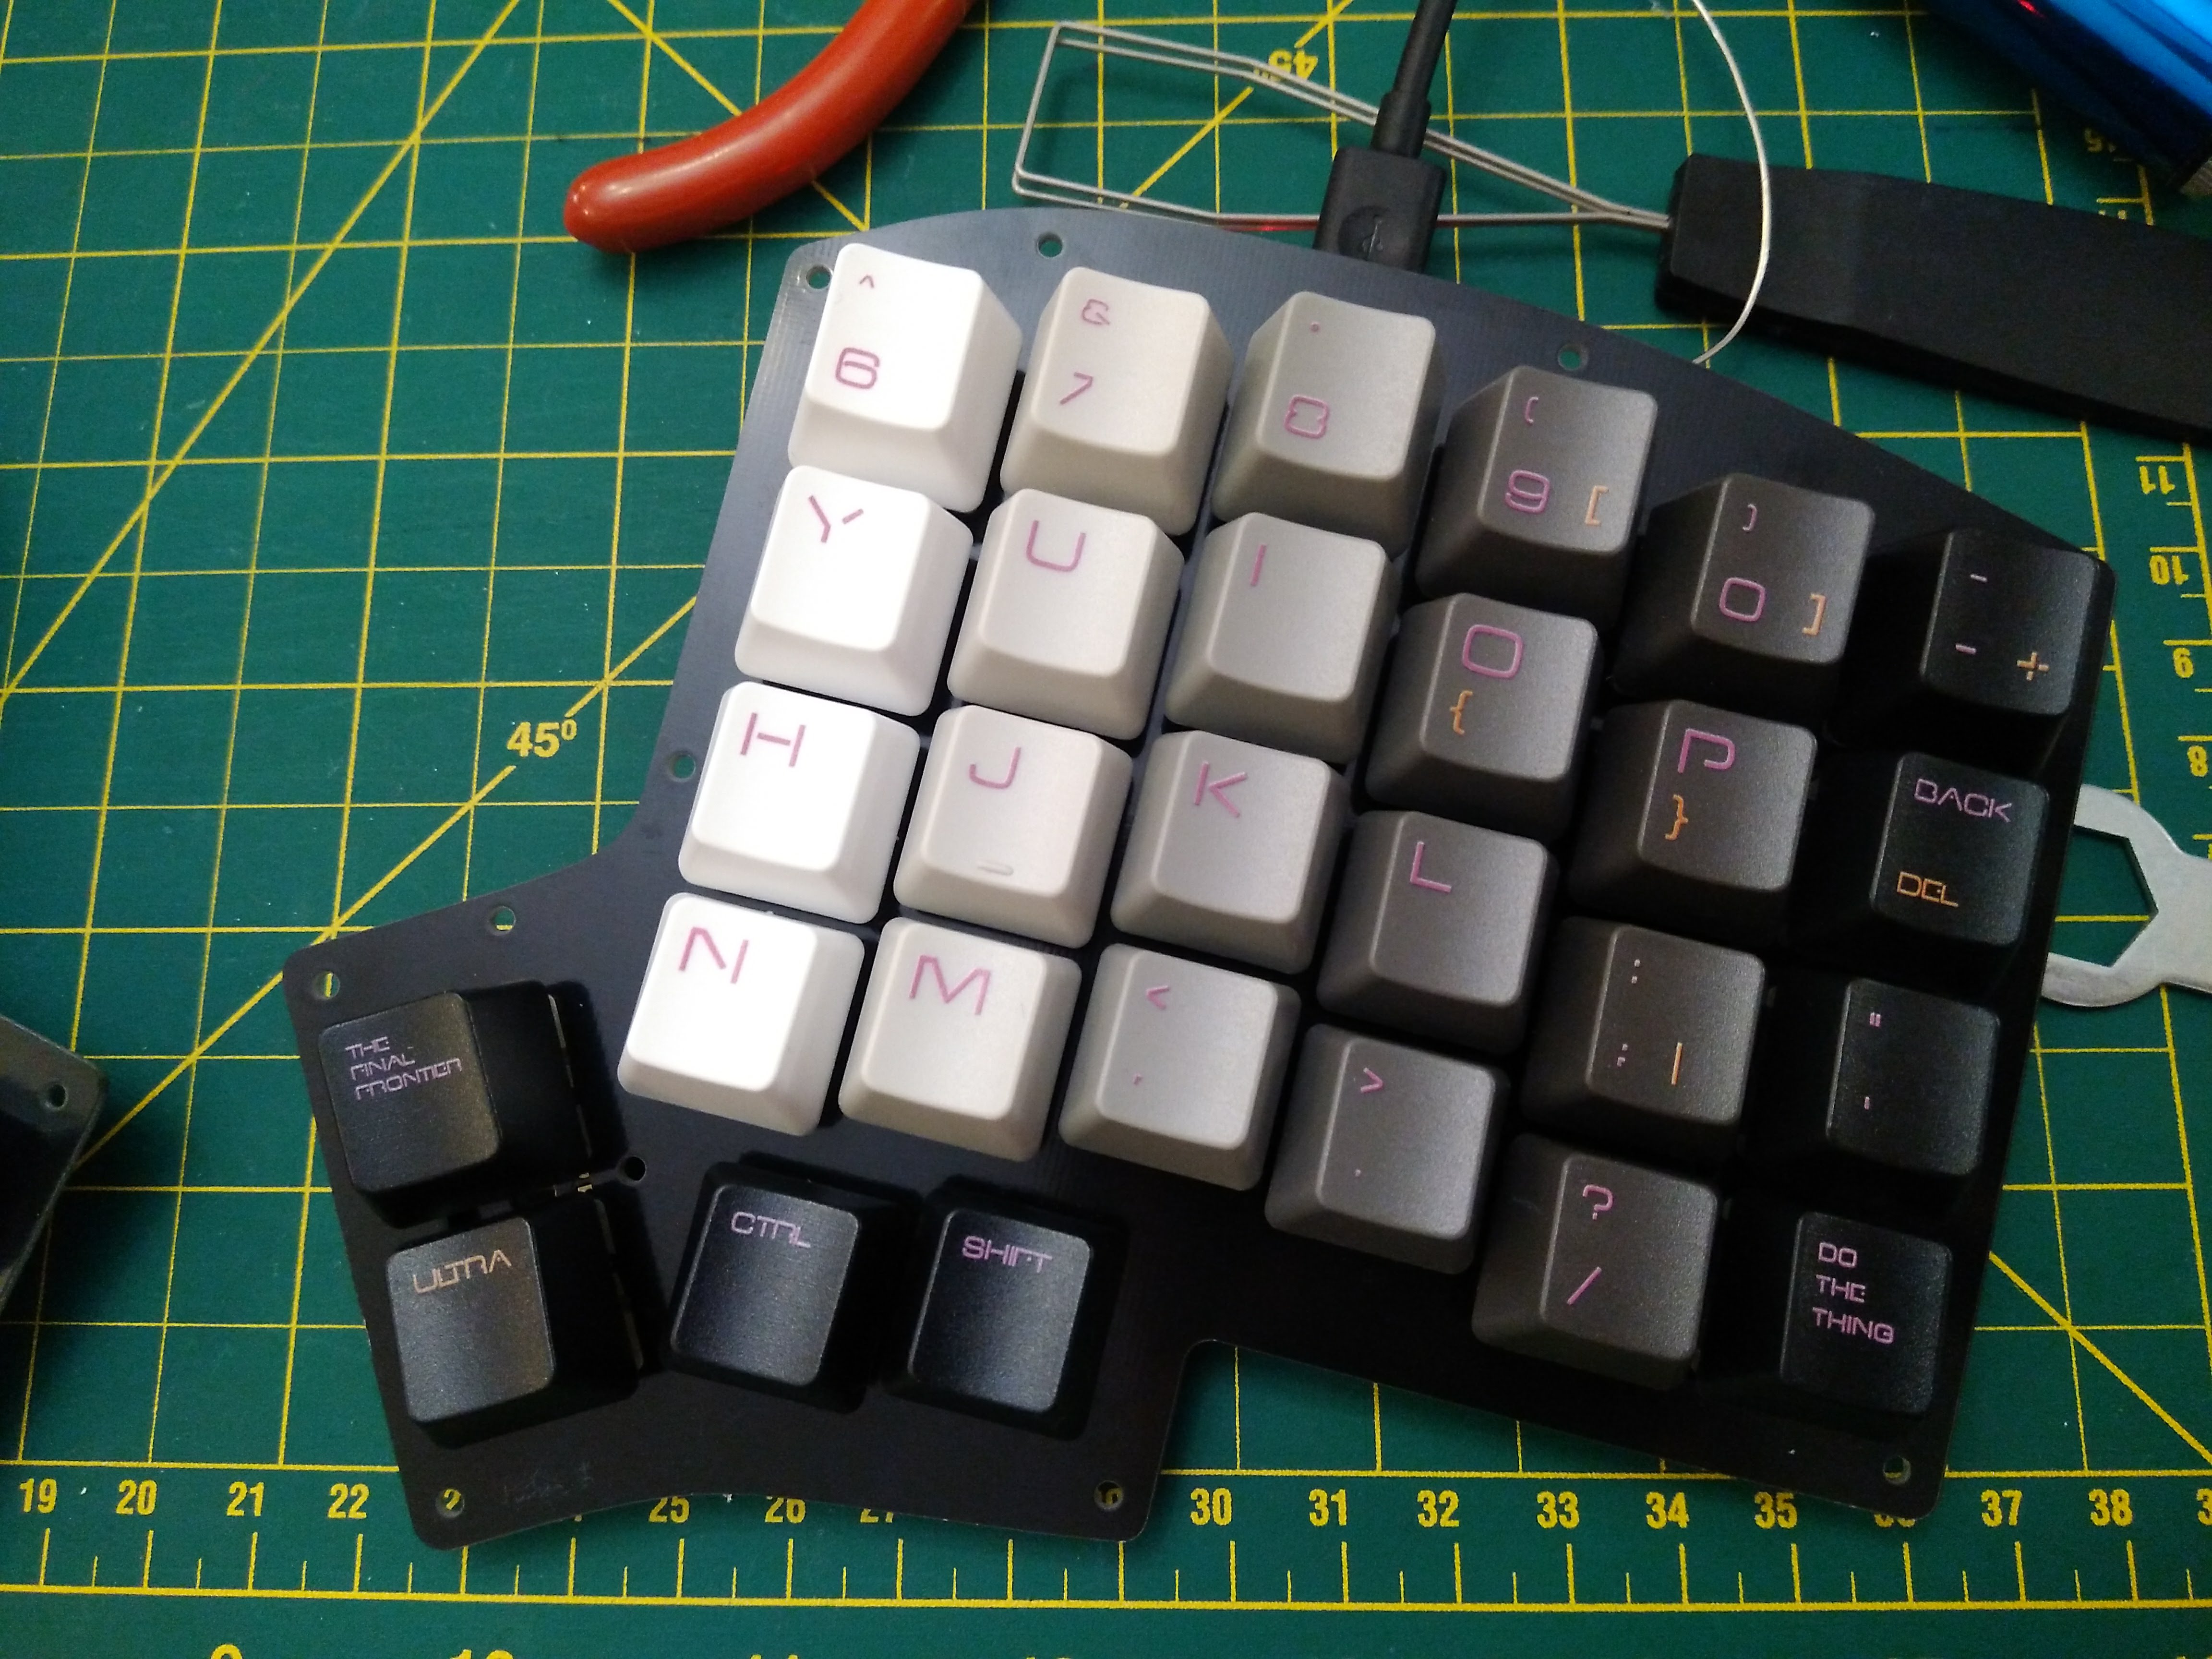 45°
^
6
&
7
8
(
9 [
)
0 ]
- +
Y
U
I
O
{
P
}
BACK
DEL
H
J
K
L
:
; |
"
'
N
M
<
,
>
.
?
/
DO
THE
THING
THE
FINAL
FRONTIER
ULTRA
CTRL
SHIFT
45°
11
10
9
8
19 20 21 22 25 26 30 31 32 33 34 35 37 38